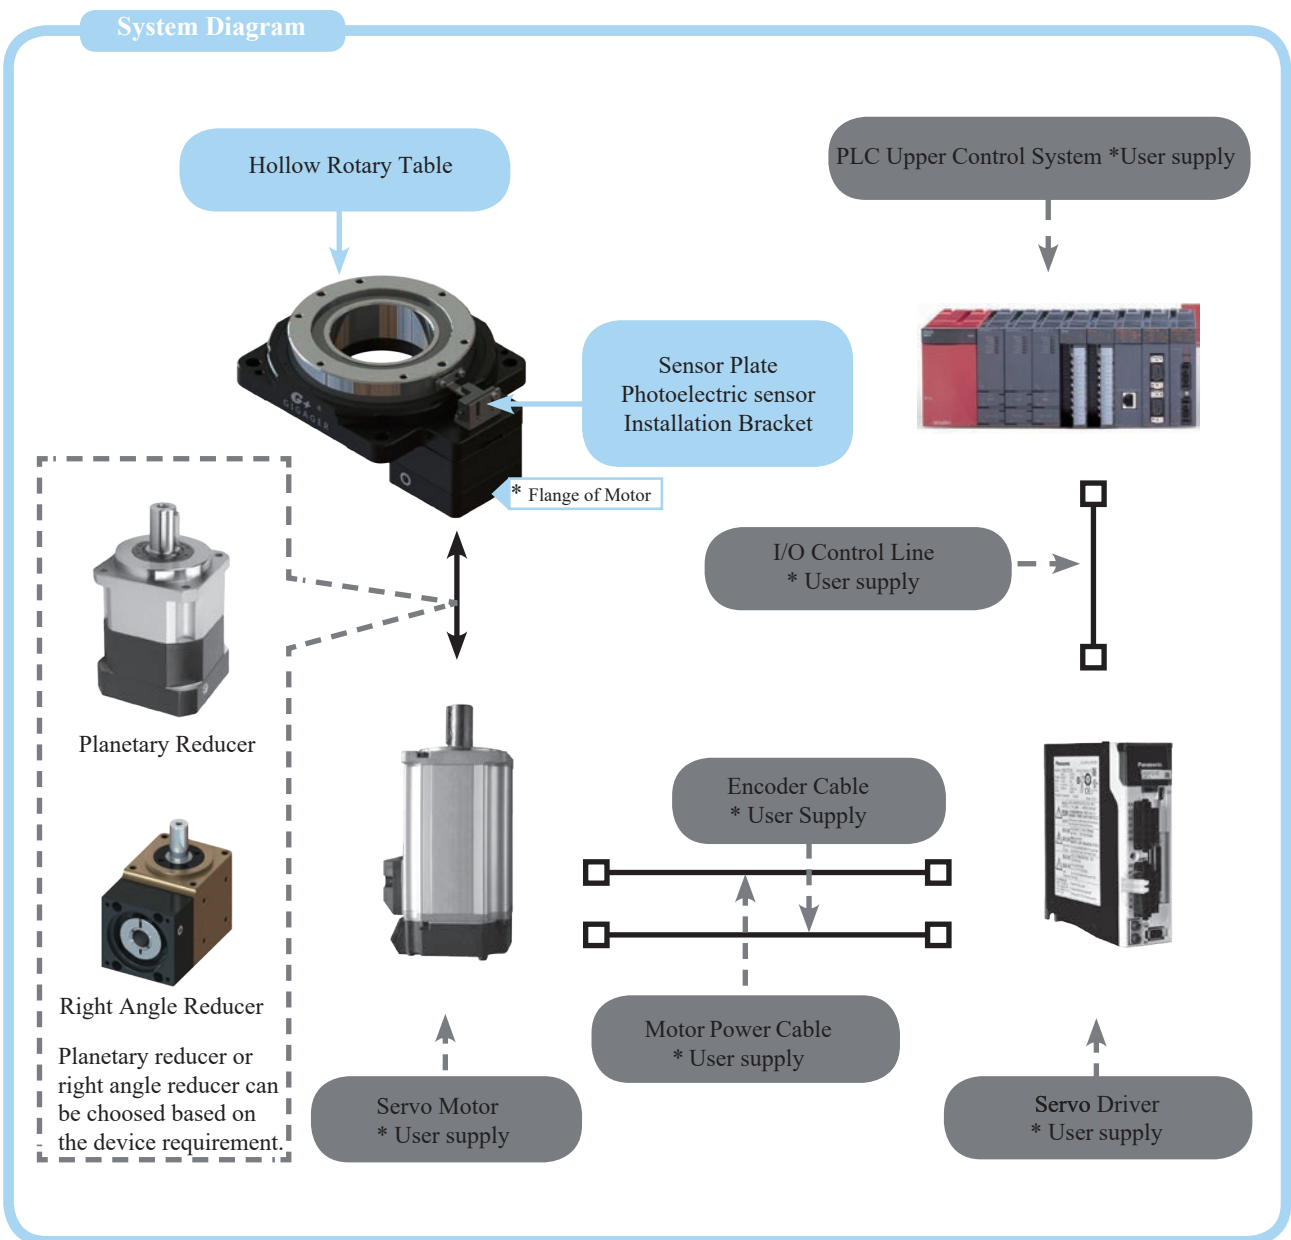 System Diagram
Hollow Rotary Table
PLC Upper Control System *User supply
Sensor Plate
Photoelectric sensor
Installation Bracket
G+
GIGAGER
* Flange of Motor
I/O Control Line
* User supply
Planetary Reducer
Encoder Cable
* User Supply
Panasonic
Panasonic
Right Angle Reducer
Planetary reducer or
right angle reducer can
be choosed based on
the device requirement.
Motor Power Cable
* User supply
Servo Motor
* User supply
Servo Driver
* User supply